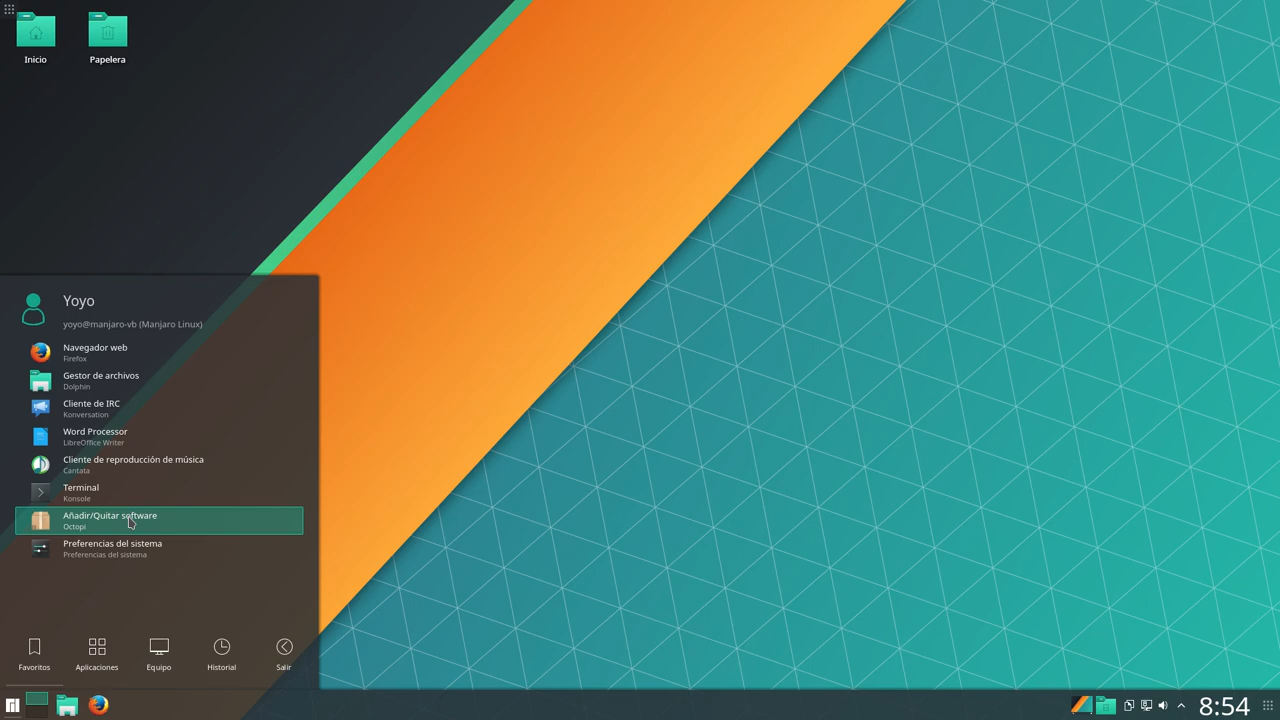 Inicio
Papelera
Yoyo
yoyo@manjaro-vb (Manjaro Linux)
Navegador web
Firefox
Gestor de archivos
Dolphin
Cliente de IRC
Konversation
Word Processor
LibreOffice Writer
Cliente de reproducción de música
Cantata
Terminal
Konsole
Añadir/Quitar software
Octopi
Preferencias del sistema
Preferencias del sistema
Favoritos
Aplicaciones
Equipo
Historial
Salir
8:54